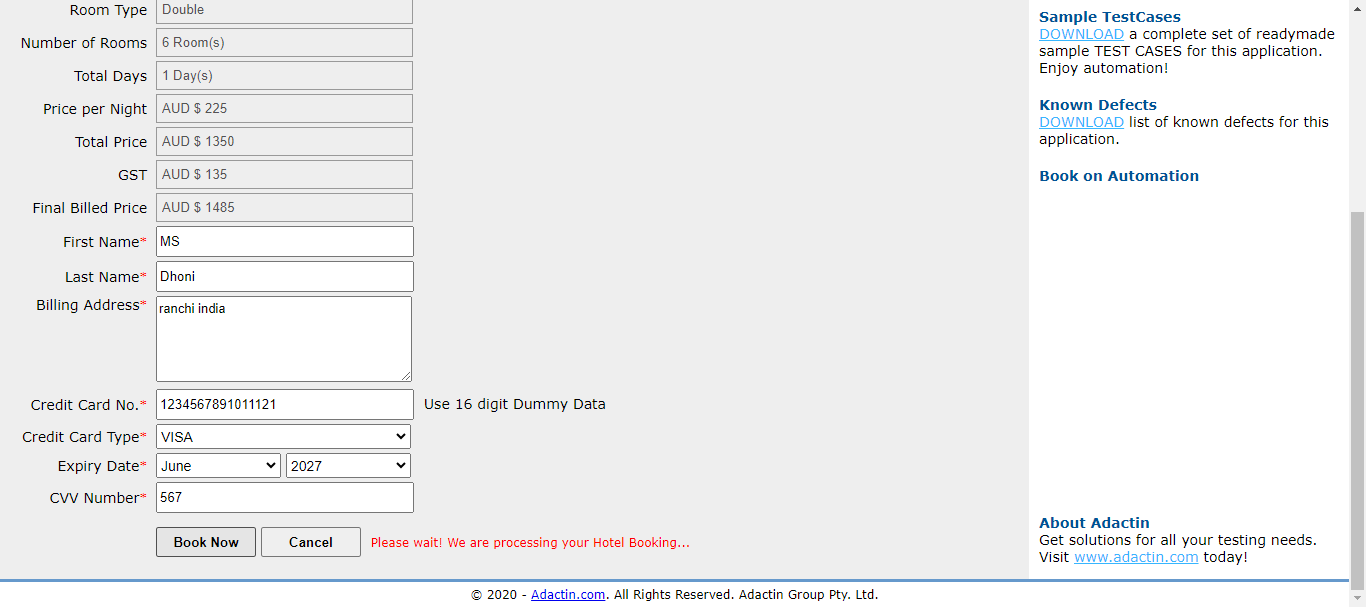 Room Type Double
Number of Rooms 6 Room(s)
Total Days 1 Day(s)
Price per Night AUD $ 225
Total Price AUD $ 1350
GST AUD $ 135
Final Billed Price AUD $ 1485
First Name* MS
Last Name* Dhoni
Billing Address* ranchi india
Credit Card No.* 1234567891011121 Use 16 digit Dummy Data
Credit Card Type* VISA
Expiry Date* June 2027
CVV Number* 567
Book Now Cancel Please wait! We are processing your Hotel Booking...
Sample TestCases
DOWNLOAD a complete set of readymade
sample TEST CASES for this application.
Enjoy automation!
Known Defects
DOWNLOAD list of known defects for this
application.
Book on Automation
About Adactin
Get solutions for all your testing needs.
Visit www.adactin.com today!
© 2020 - Adactin.com. All Rights Reserved. Adactin Group Pty. Ltd.